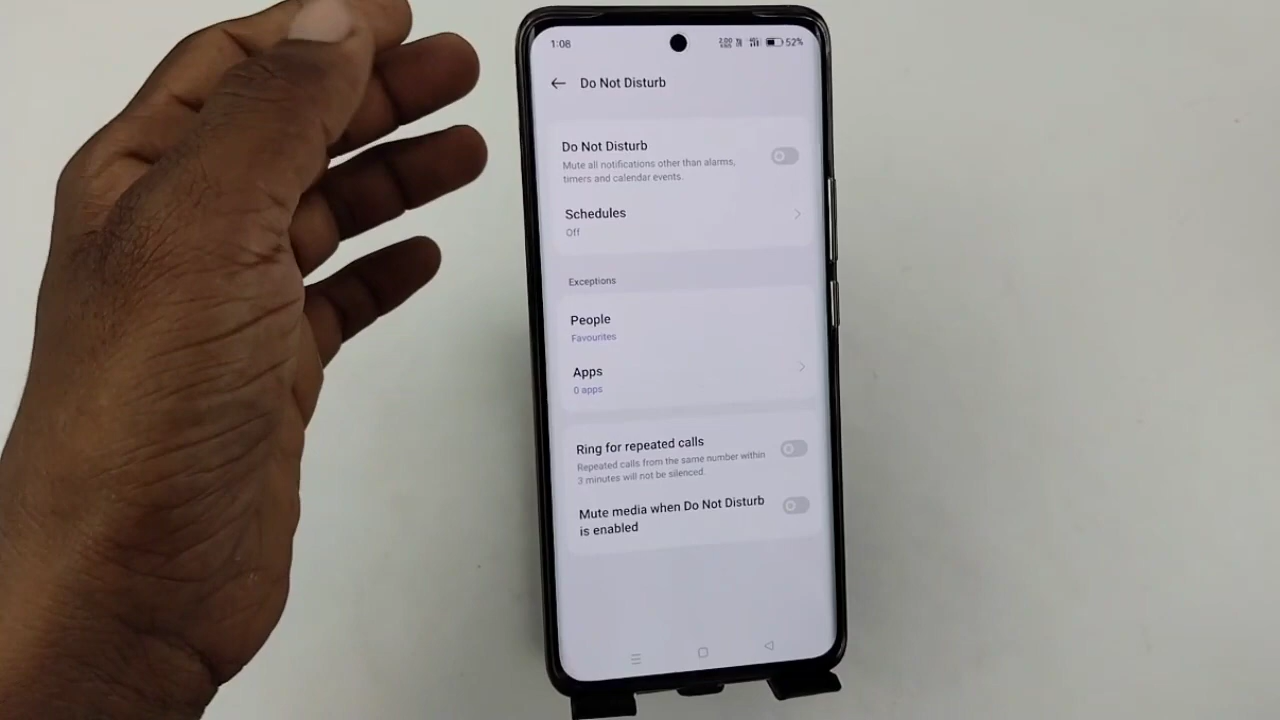 1:08
52%
Do Not Disturb
Do Not Disturb
Mute all notifications other than alarms,
timers and calendar events.
Schedules
Off
Exceptions
People
Favourites
Apps
0 apps
Ring for repeated calls
Repeated calls from the same number within
3 minutes will not be silenced.
Mute media when Do Not Disturb
is enabled